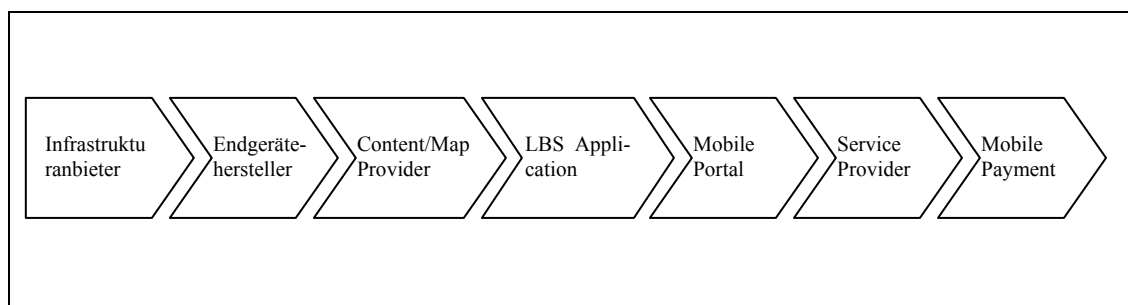 Infrastruktu
ranbieter
Endgeräte-
hersteller
Content/Map
Provider
LBS Appli-
cation
Mobile
Portal
Service
Provider
Mobile
Payment